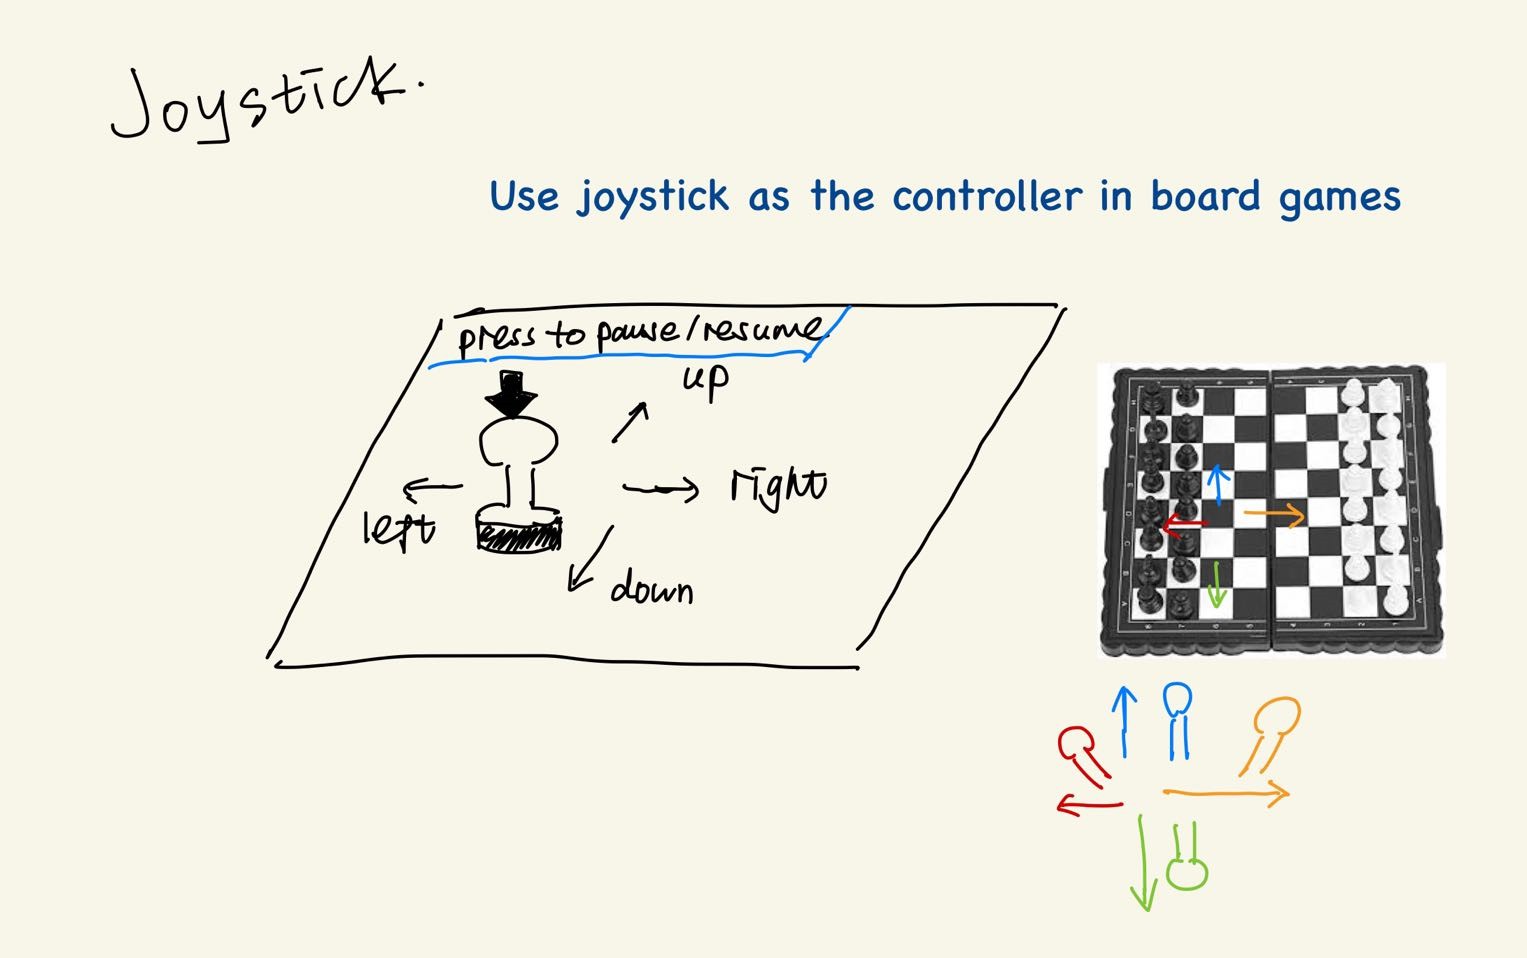 Joystick.
Use joystick as the controller in board games
press to pause/resume
up
left
right
down